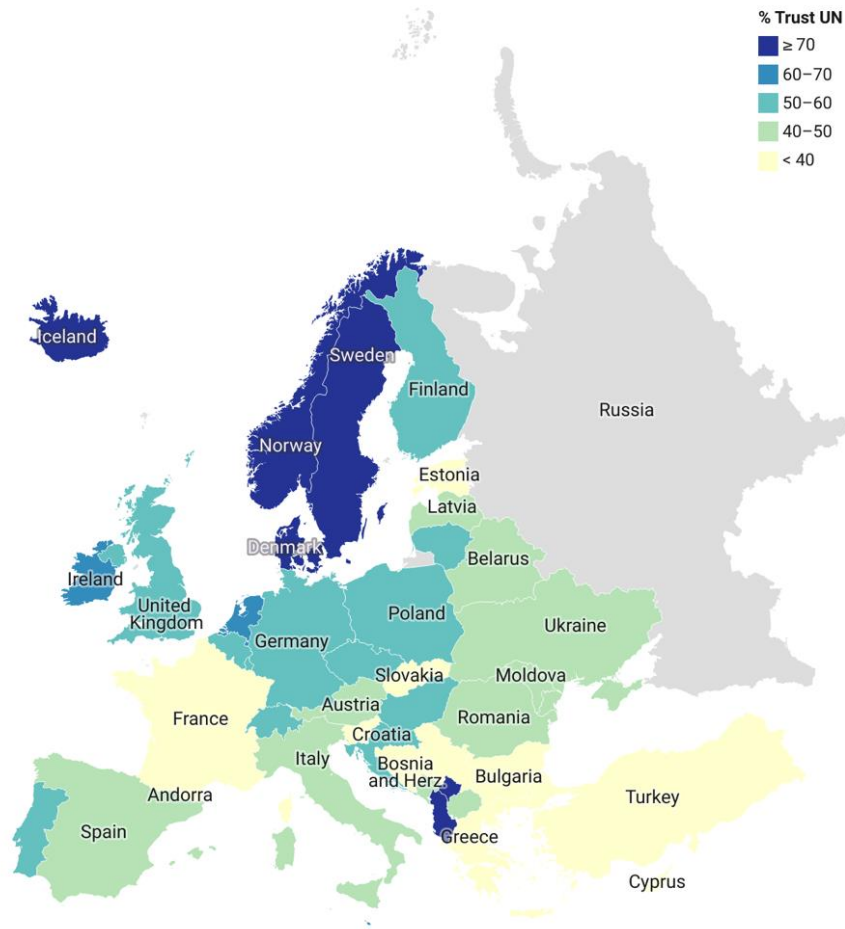 % Trust UN
≥ 70
60–70
50–60
40–50
< 40
Iceland
Sweden
Finland
Norway
Russia
Estonia
Latvia
Denmark
Belarus
Ireland
United
Kingdom
Poland
Germany
Ukraine
Slovakia
Moldova
Austria
France
Romania
Croatia
Italy
Bosnia
and Herz.
Bulgaria
Andorra
Turkey
Spain
Greece
Cyprus